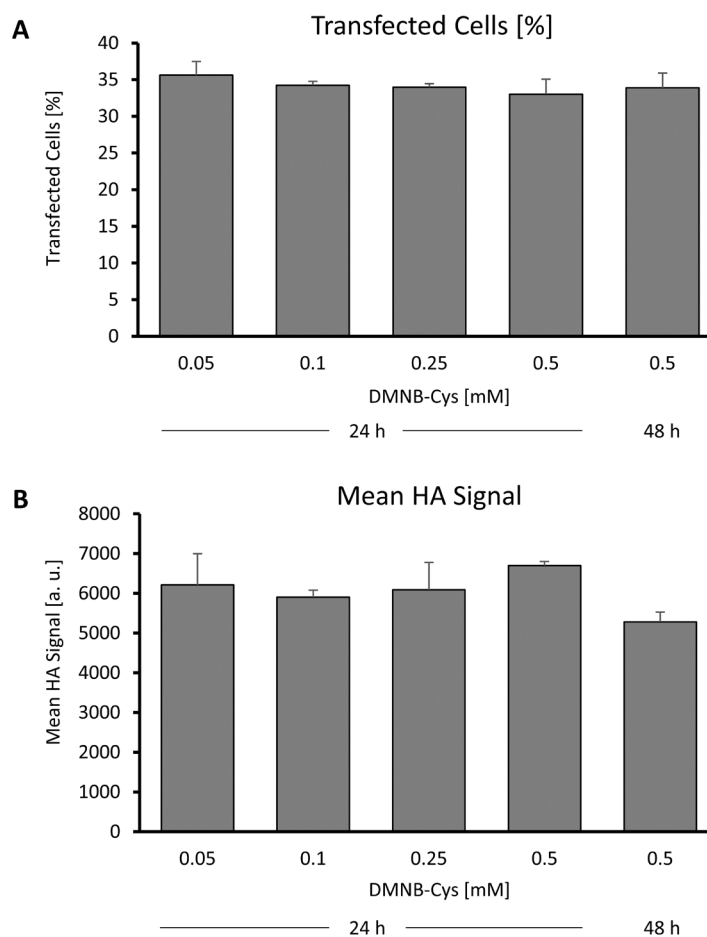 A
Transfected Cells [%]
Transfected Cells [%]
40
35
30
25
20
15
10
5
0
0.05 0.1 0.25 0.5 0.5
DMNB-Cys [mM]
24 h 48 h
B
Mean HA Signal
Mean HA Signal [a. u.]
8000
7000
6000
5000
4000
3000
2000
1000
0
0.05 0.1 0.25 0.5 0.5
DMNB-Cys [mM]
24 h 48 h